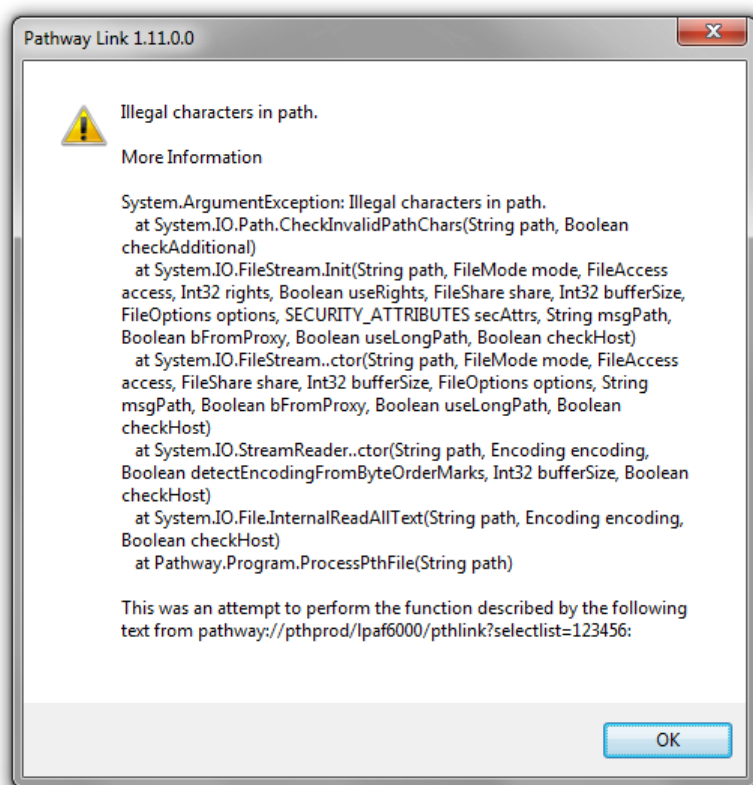 Pathway Link 1.11.0.0
Illegal characters in path.
More Information
System.ArgumentException: Illegal characters in path.
at System.IO.Path.CheckInvalidPathChars(String path, Boolean
checkAdditional)
at System.IO.FileStream.Init(String path, FileMode mode, FileAccess
access, Int32 rights, Boolean useRights, FileShare share, Int32 bufferSize,
FileOptions options, SECURITY_ATTRIBUTES secAttrs, String msgPath,
Boolean bFromProxy, Boolean useLongPath, Boolean checkHost)
at System.IO.FileStream..ctor(String path, FileMode mode, FileAccess
access, FileShare share, Int32 bufferSize, FileOptions options, String
msgPath, Boolean bFromProxy, Boolean useLongPath, Boolean
checkHost)
at System.IO.StreamReader..ctor(String path, Encoding encoding,
Boolean detectEncodingFromByteOrderMarks, Int32 bufferSize, Boolean
checkHost)
at System.IO.File.InternalReadAllText(String path, Encoding encoding,
Boolean checkHost)
at Pathway.Program.ProcessPthFile(String path)
This was an attempt to perform the function described by the following
text from pathway://pthprod/lpaf6000/pthlink?selectlist=123456:
OK